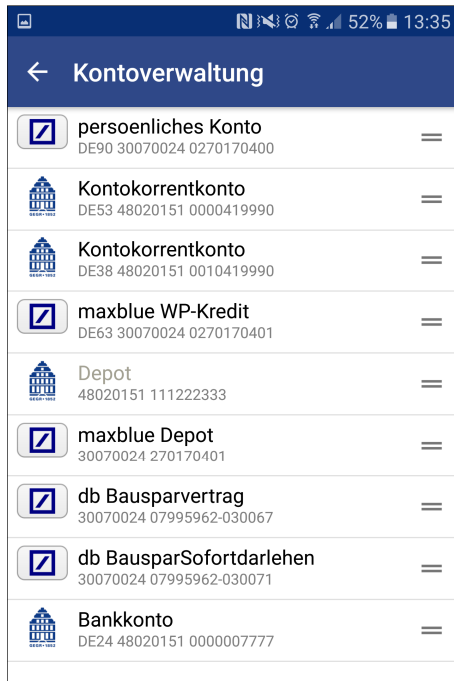 52% 13:35
Kontoverwaltung
persoenliches Konto
DE90 30070024 0270170400
Kontokorrentkonto
DE53 48020151 0000419990
Kontokorrentkonto
DE38 48020151 0010419990
maxblue WP-Kredit
DE63 30070024 0270170401
Depot
48020151 111222333
maxblue Depot
30070024 270170401
db Bausparvertrag
30070024 07995962-030067
db BausparSofortdarlehen
30070024 07995962-030071
Bankkonto
DE24 48020151 0000007777